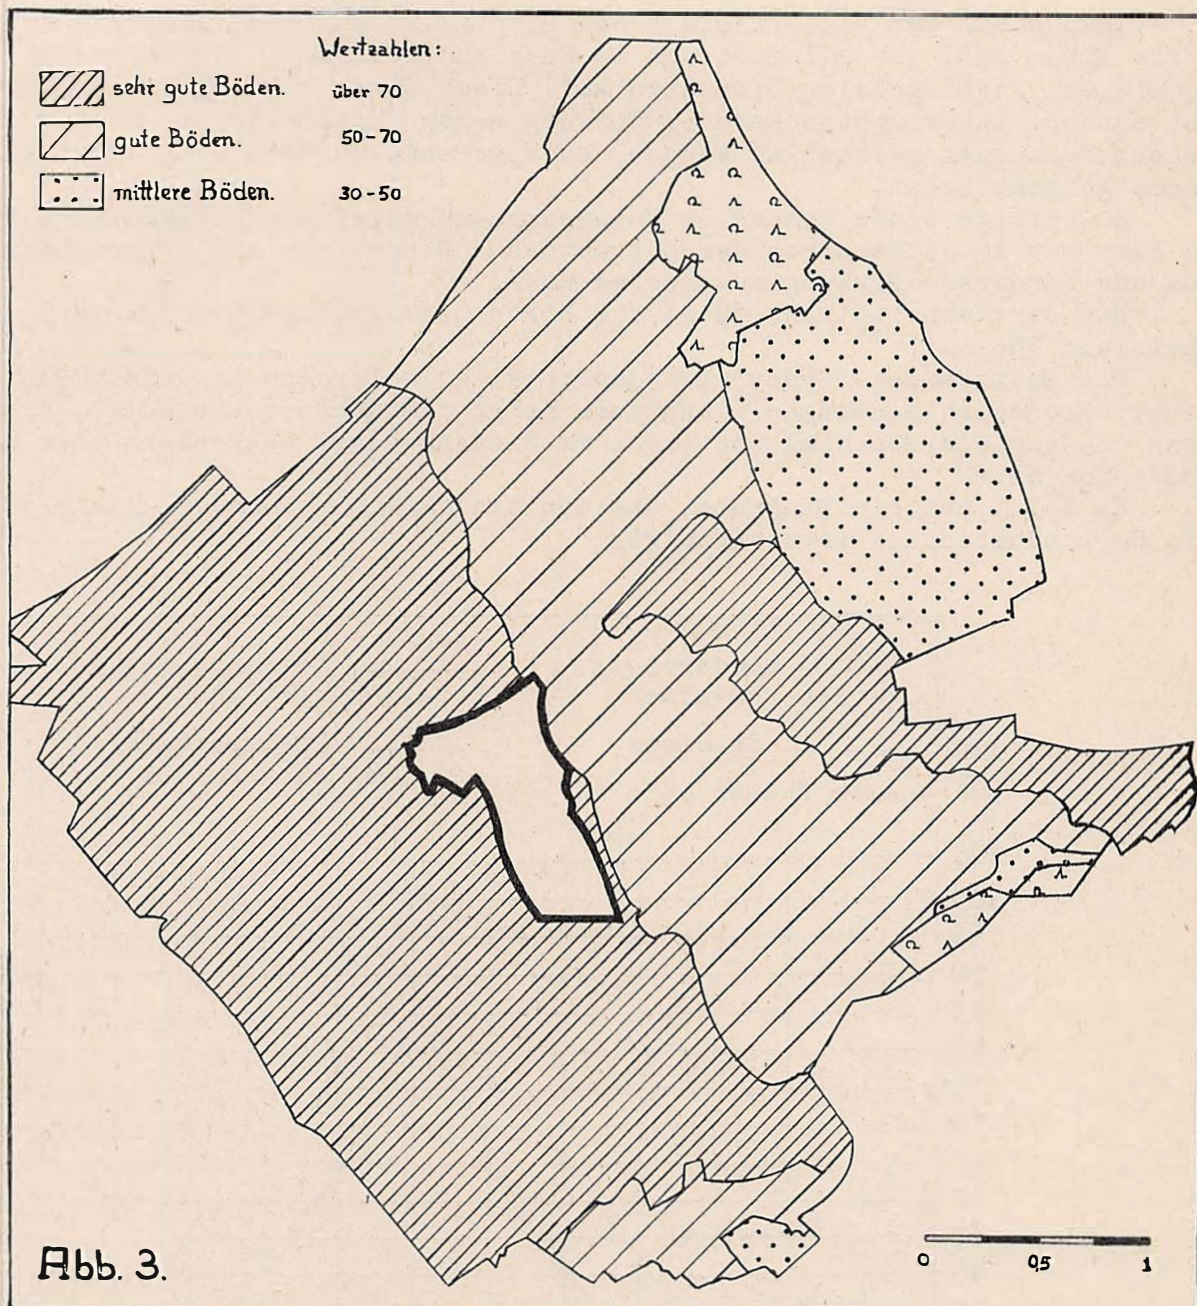 Wertzahlen:
sehr gute Böden. über 70
gute Böden. 50-70
mittlere Böden. 30-50
Abb. 3.
0 0,5 1